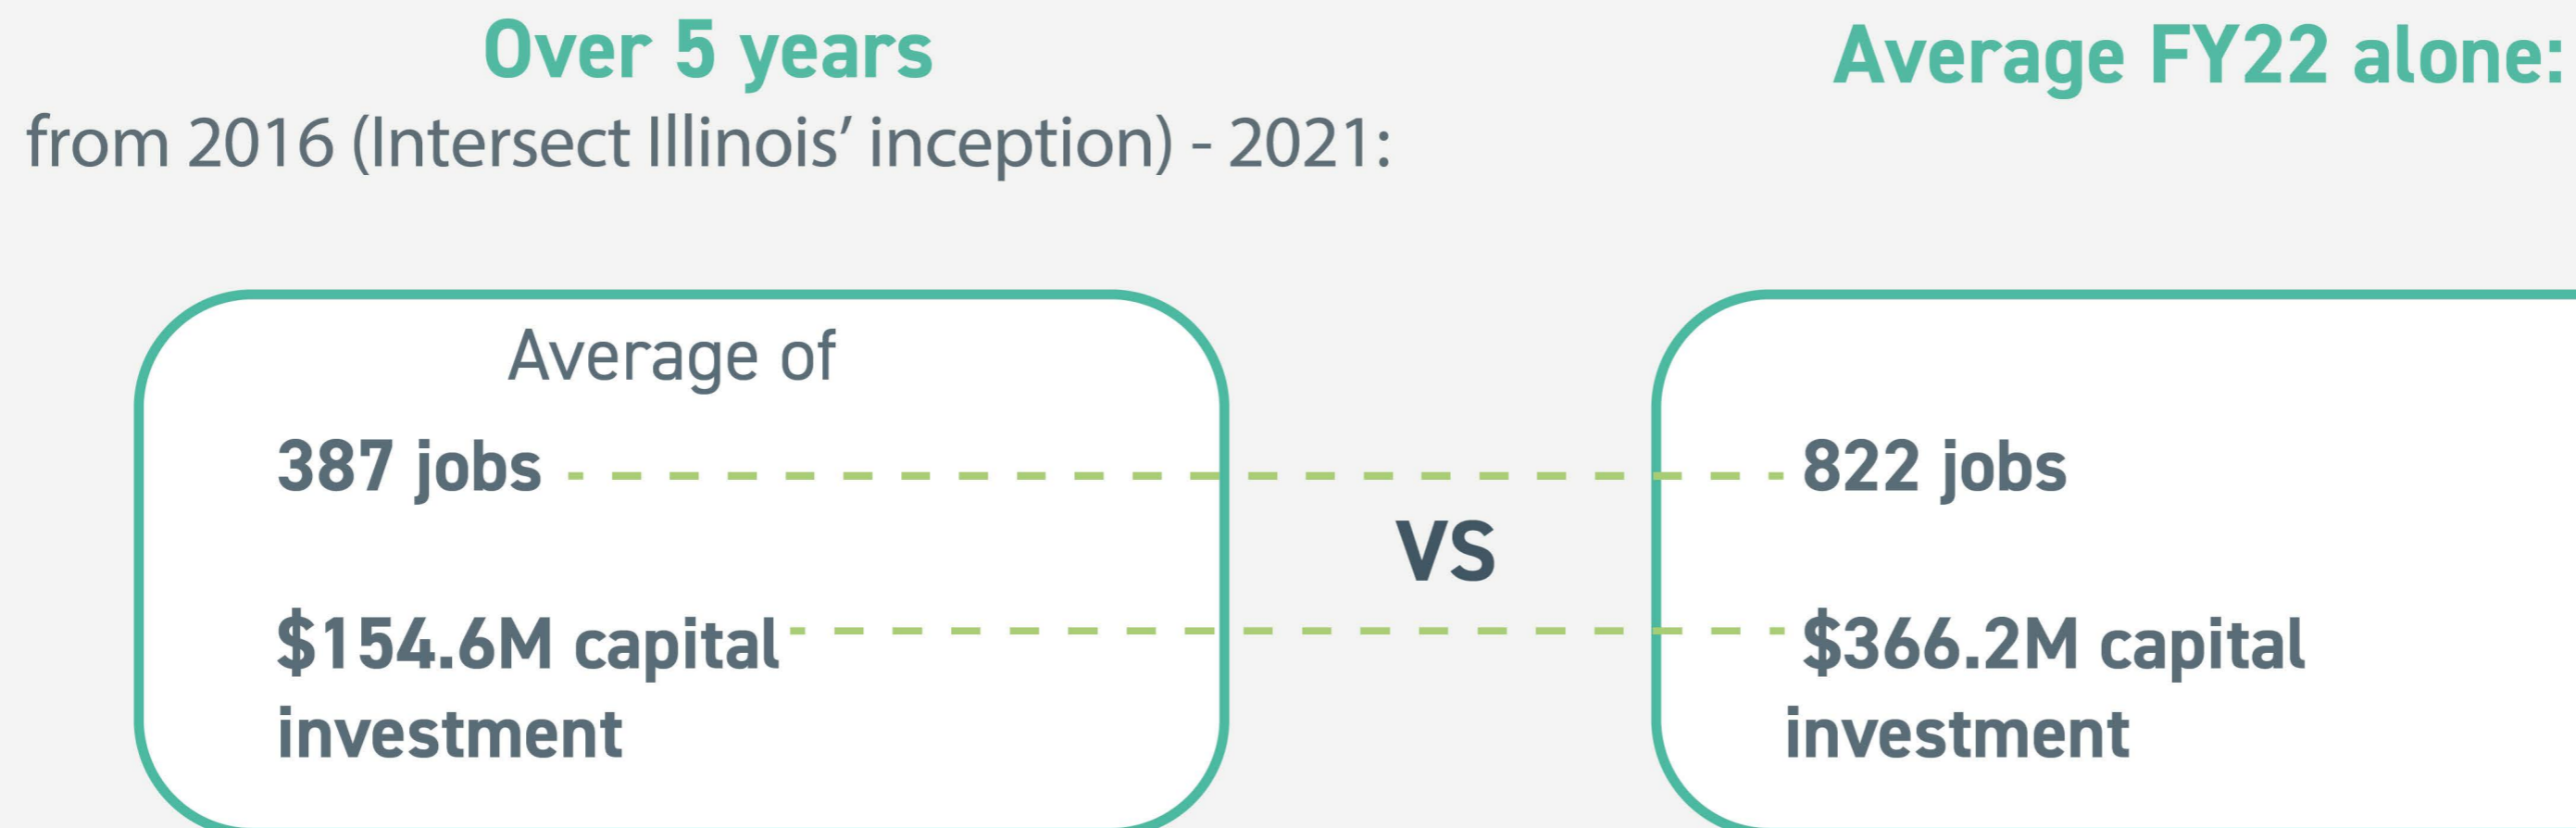 Over 5 years
from 2016 (Intersect Illinois’ inception) - 2021:
Average of
387 jobs
$154.6M capital
investment
VS
Average FY22 alone:
822 jobs
$366.2M capital
investment